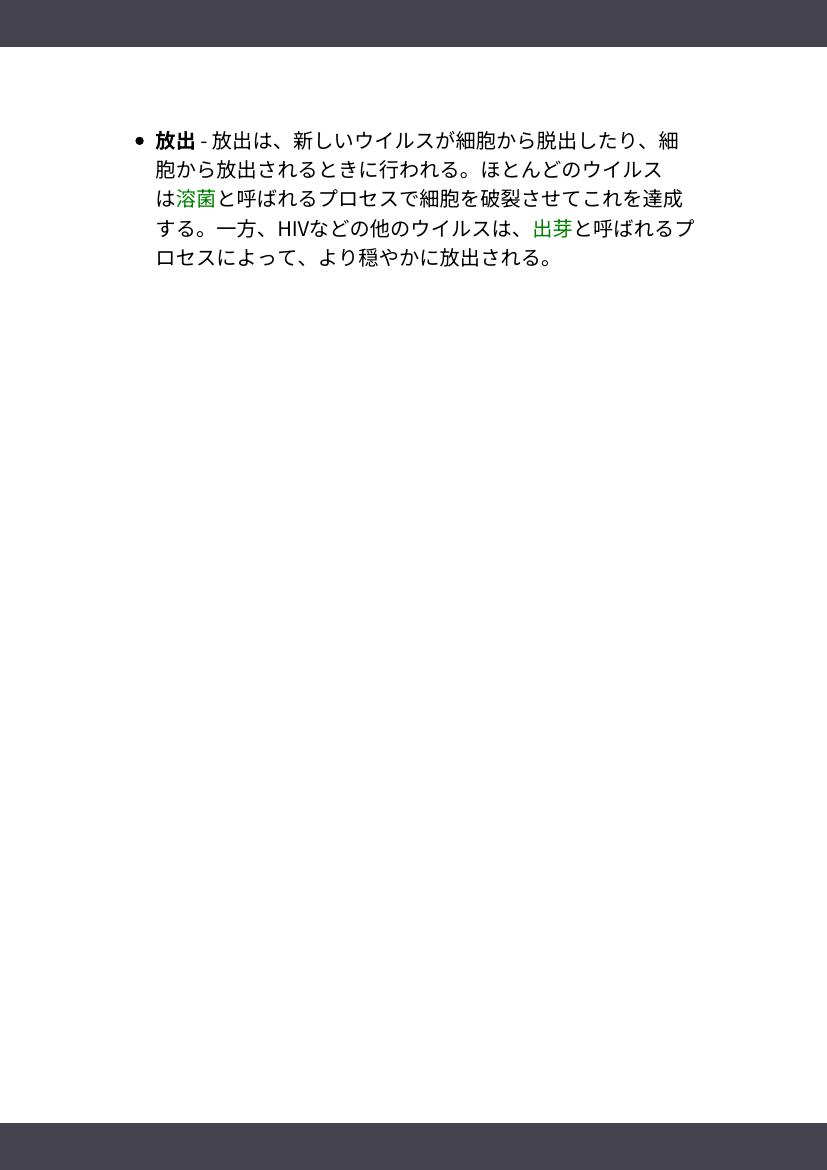 • 放出 - 放出は、新しいウイルスが細胞から脱出したり、細
胞から放出されるときに行われる。ほとんどのウイルス
は溶菌と呼ばれるプロセスで細胞を破裂させてこれを達成
する。一方、HIVなどの他のウイルスは、出芽と呼ばれるプ
ロセスによって、より穏やかに放出される。